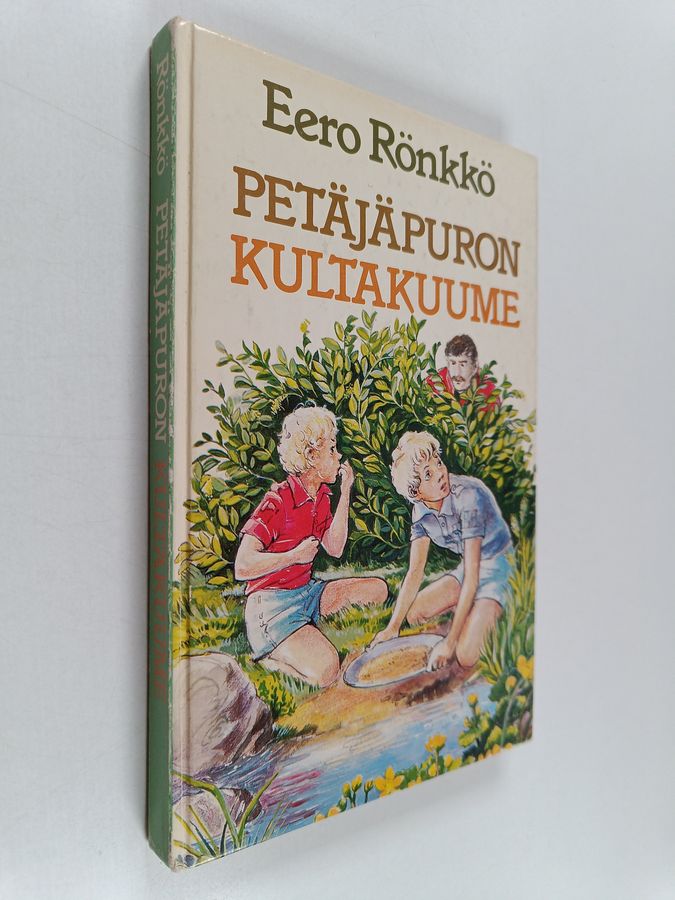 Eero Rönkkö
PETÄJÄPURON
KULTAKUUME
Rönkkö PETÄJÄPURON KULTAKUUME